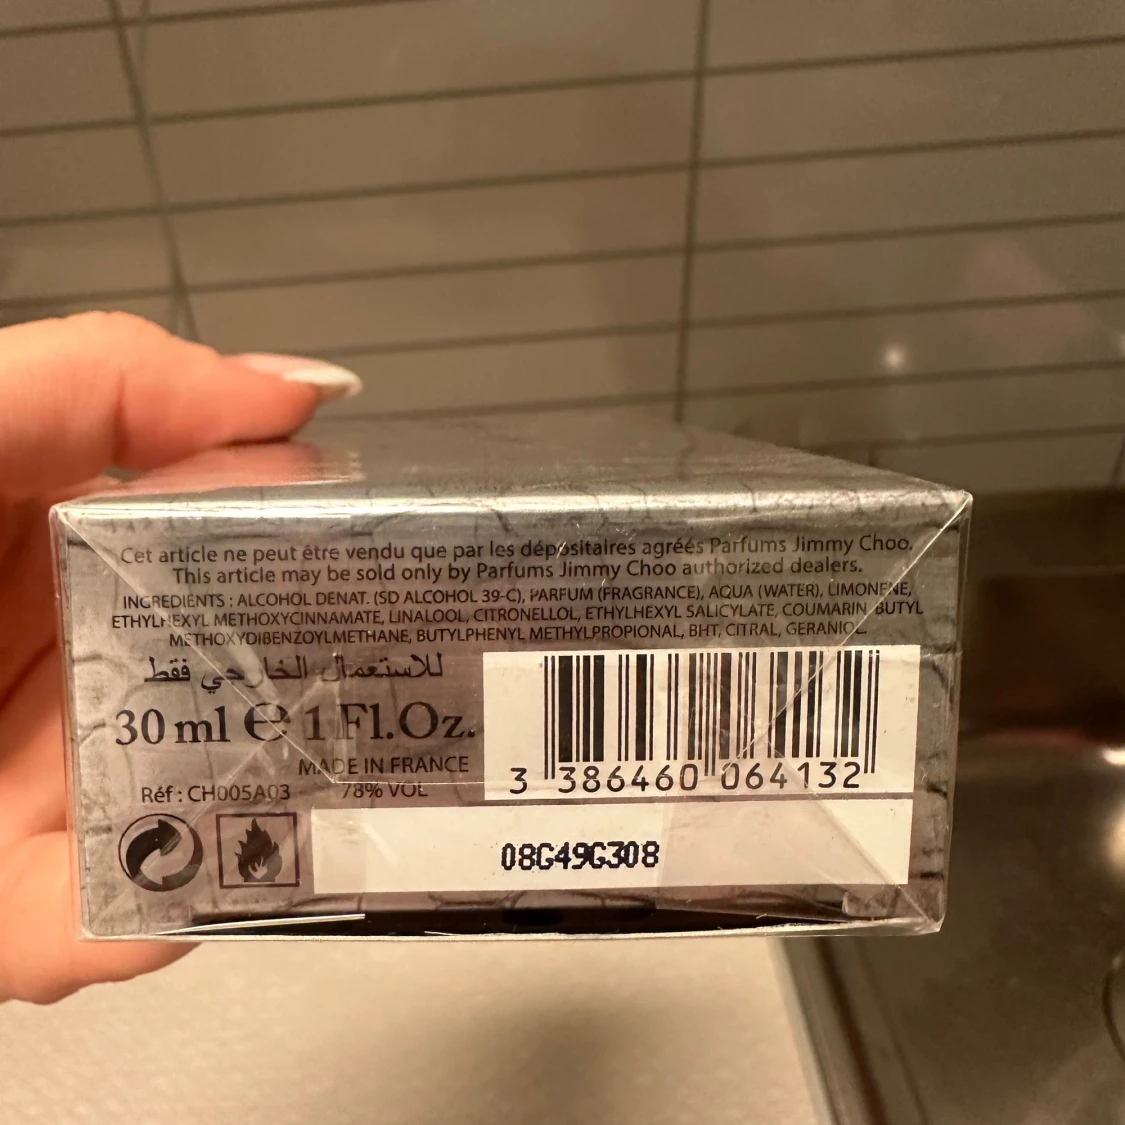 Cet article ne peut être vendu que par les dépositaires agréés Parfums Jimmy Choo.
This article may be sold only by Parfums Jimmy Choo authorized dealers.
INGREDIENTS : ALCOHOL DENAT. (SD ALCOHOL 39-C), PARFUM (FRAGRANCE), AQUA (WATER), LIMONENE,
ETHYLHEXYL METHOXYCINNAMATE, LINALOOL, CITRONELLOL, ETHYLHEXYL SALICYLATE, COUMARIN, BUTYL
METHOXYDIBENZOYLMETHANE, BUTYLPHENYL METHYLPROPIONAL, BHT, CITRAL, GERANIOL.
للاستعمال الخارجي فقط
30 ml e 1 Fl.Oz.
MADE IN FRANCE
Réf : CH005A03 78% VOL
3 386460 064132
08G49G308